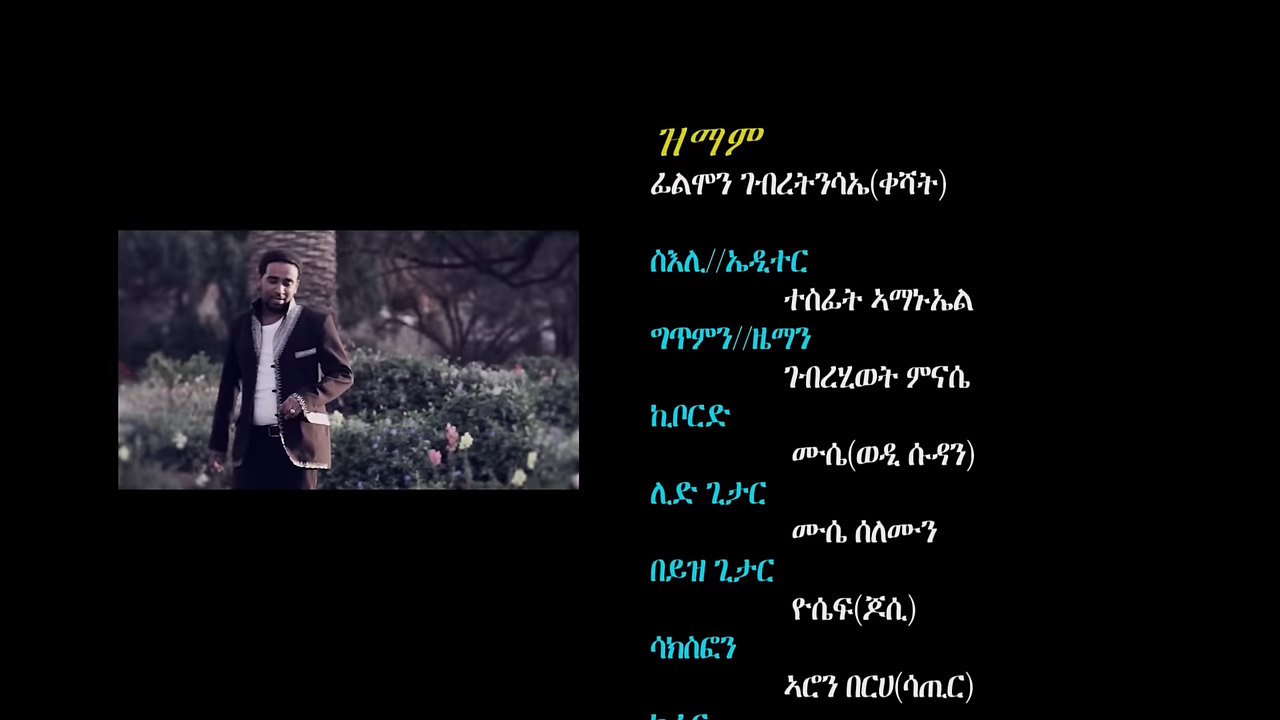 ዝማም
ፊልሞን ገብረትንሳኤ(ቀሻት)
ስእሊ//ኤዲተር
ተስፊት ኣማኑኤል
ግጥምን//ዜማን
ገብረሂወት ምናሴ
ኪቦርድ
ሙሴ(ወዲ ሱዳን)
ሊድ ጊታር
ሙሴ ሰለሙን
በይዝ ጊታር
ዮሴፍ(ጆሲ)
ሳክስፎን
ኣሮን በርሀ(ሳጢር)